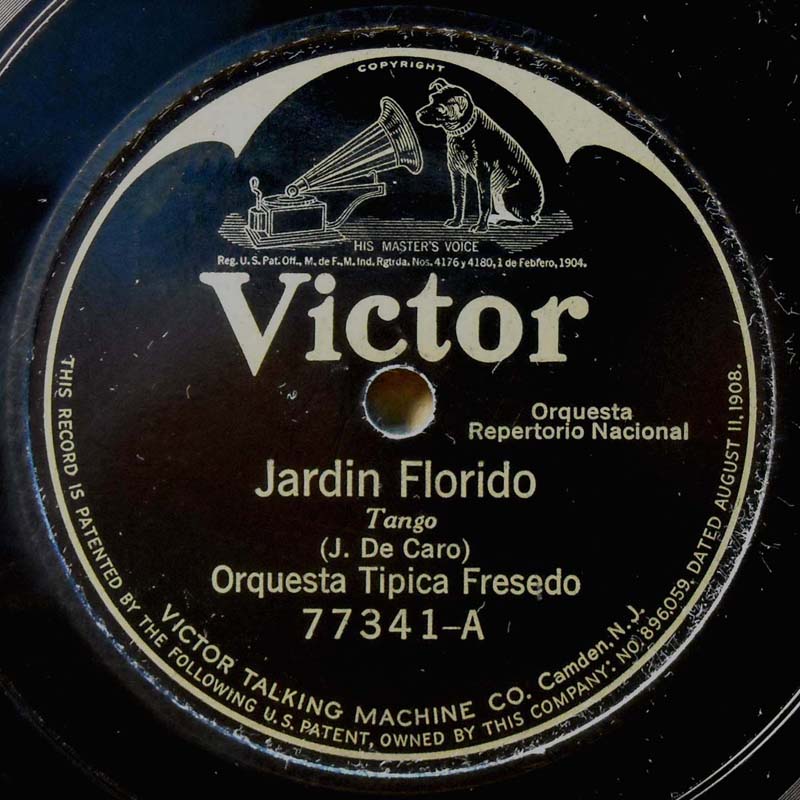 COPYRIGHT
HIS MASTER'S VOICE
Reg. U.S. Pat. Off., M. de F., M. Ind. Rgtrda. Nos. 4176 y 4180, 1 de Febrero, 1904.
Victor
Orquesta
Repertorio Nacional
Jardin Florido
Tango
(J. De Caro)
Orquesta Tipica Fresedo
77341-A
VICTOR TALKING MACHINE CO. Camden, N. J.
THIS RECORD IS PATENTED BY THE FOLLOWING U.S. PATENT, OWNED BY THIS COMPANY: NO. 896,059, DATED AUGUST 11, 1908.